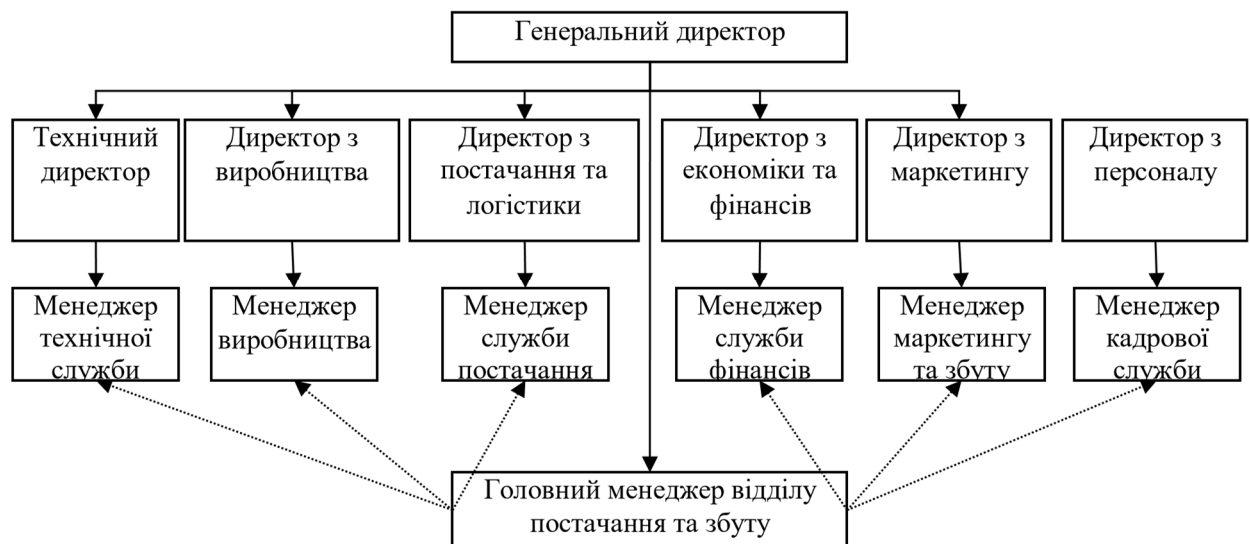 Генеральний директор
Технічний
директор
Директор з
виробництва
Директор з
постачання та
логістики
Директор з
економіки та
фінансів
Директор з
маркетингу
Директор з
персоналу
Менеджер
технічної
служби
Менеджер
виробництва
Менеджер
служби
постачання
Менеджер
служби
фінансів
Менеджер
маркетингу
та збуту
Менеджер
кадрової
служби
Головний менеджер відділу
постачання та збуту